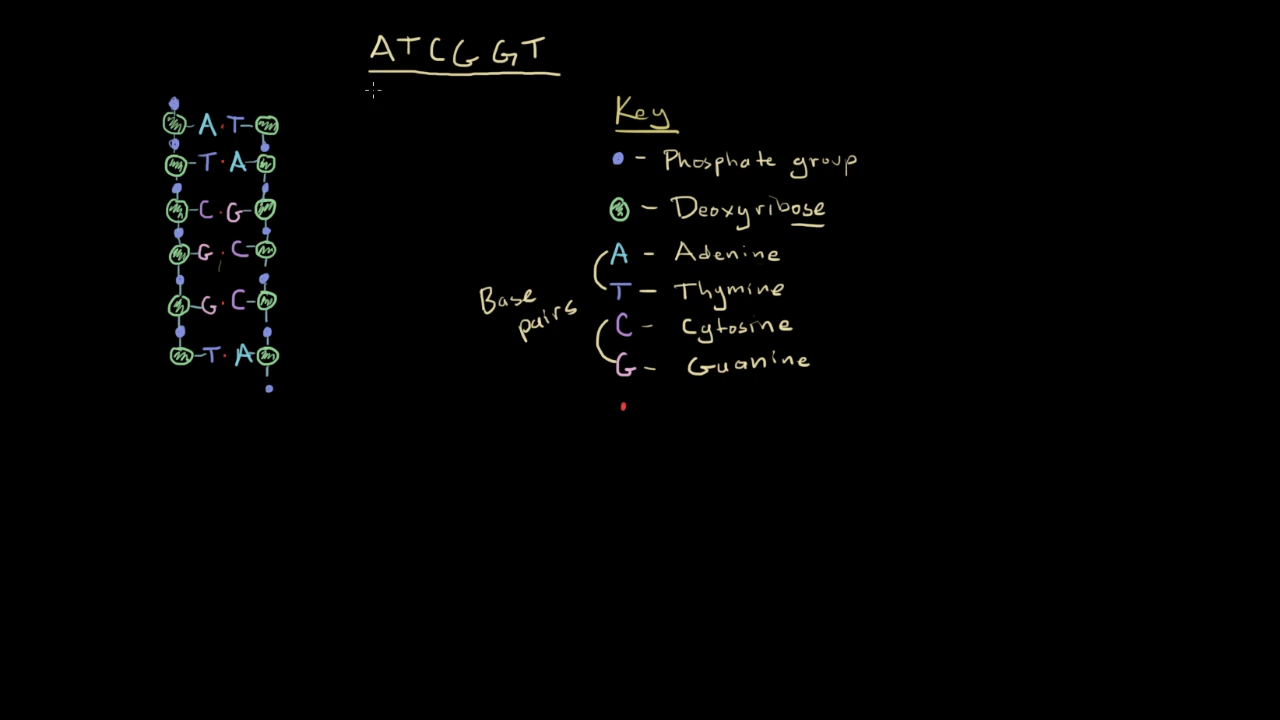 ATCGGT
A T
T A
C G
G C
G C
T A
Key
- Phosphate group
- Deoxyribose
A - Adenine
T - Thymine
C - Cytosine
G - Guanine
Base
pairs